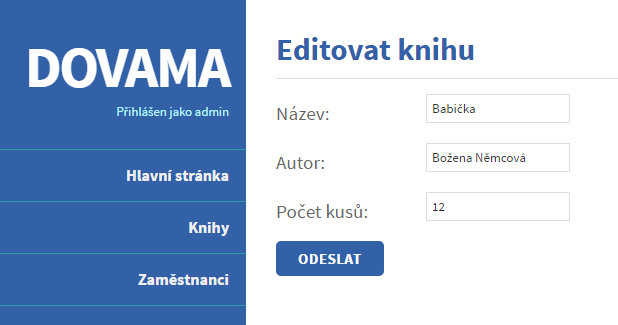 DOVAMA
Přihlášen jako admin
Hlavní stránka
Knihy
Zaměstnanci
Editovat knihu
Název:
Babička
Autor:
Božena Němcová
Počet kusů:
12
ODESLAT